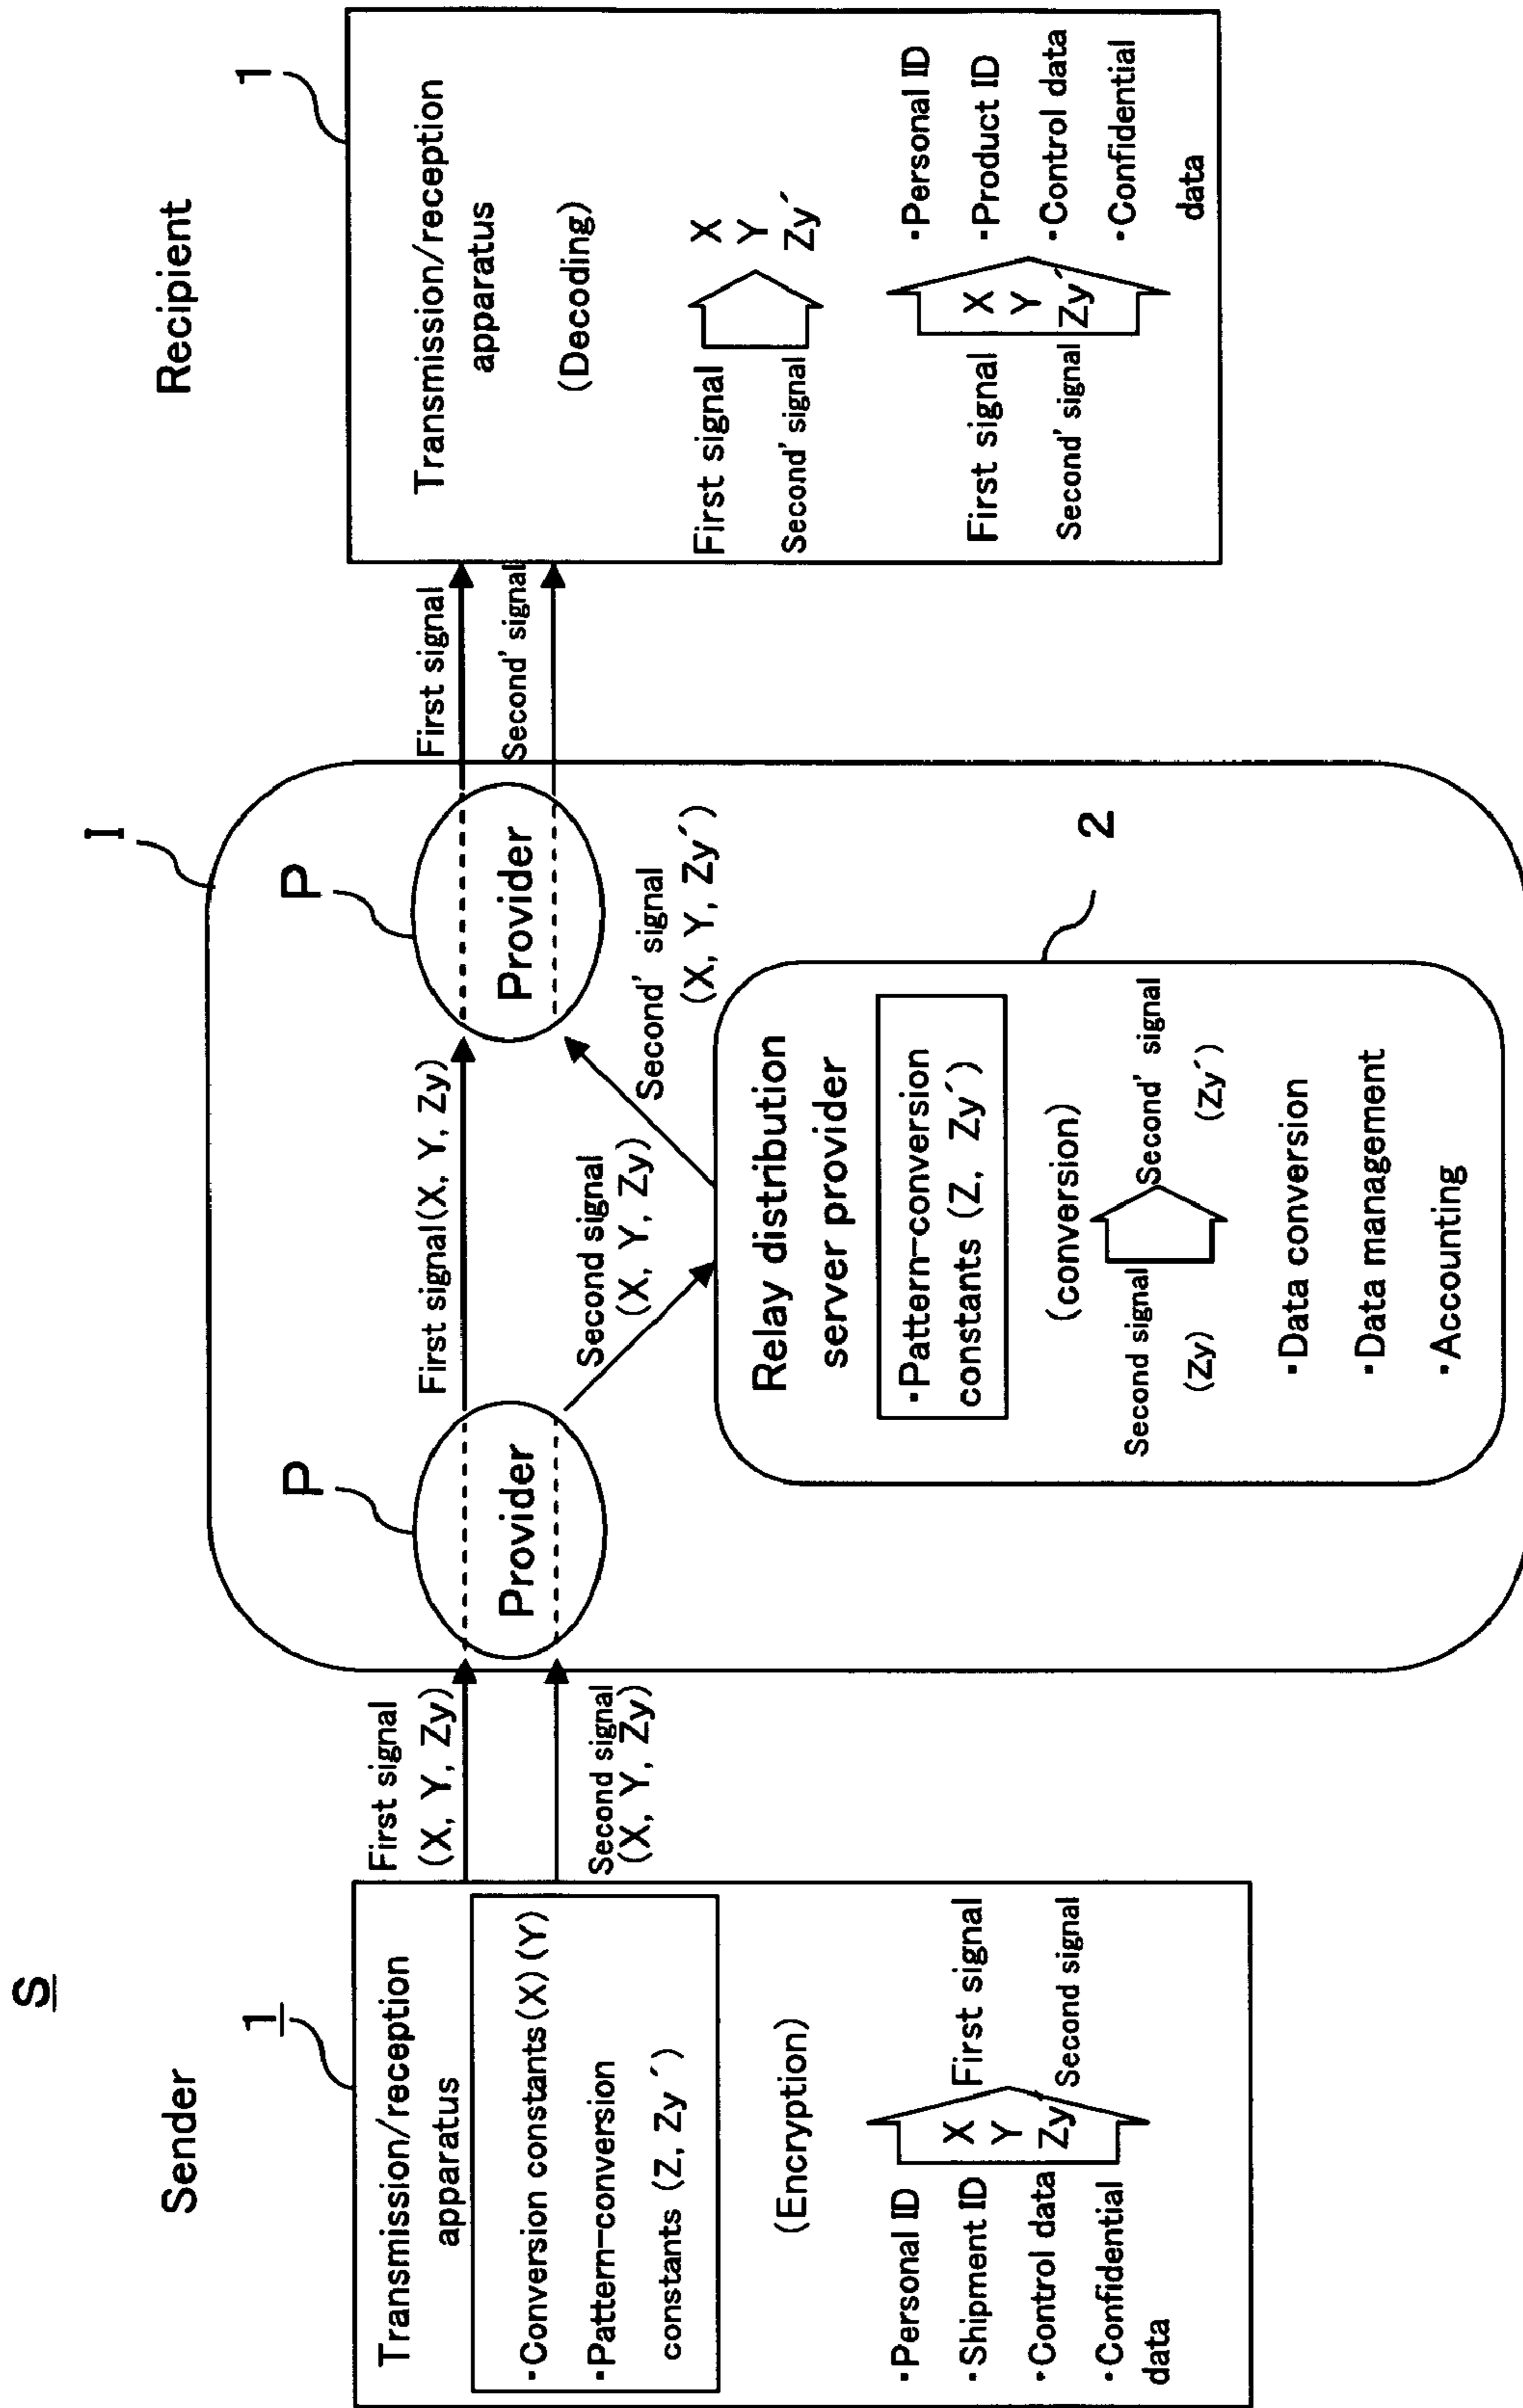 S
Sender
1
Transmission/reception
apparatus
・Conversion constants(X)(Y)
・Pattern-conversion
constants (Z, Zy´)
(Encryption)
・Personal ID
・Shipment ID
・Control data
・Confidential
data
X
Y
Zy
First signal
Second signal
First signal
(X, Y, Zy)
Second signal
(X, Y, Zy)
I
P
Provider
First signal(X, Y, Zy)
Second signal
(X, Y, Zy)
P
Provider
Second' signal
(X, Y, Zy´)
2
Relay distribution
server provider
・Pattern-conversion
constants (Z, Zy´)
(conversion)
Second signal
(Zy)
Second' signal
(Zy´)
・Data conversion
・Data management
・Accounting
First signal
Second' signal
Recipient
1
Transmission/reception
apparatus
(Decoding)
First signal
Second' signal
X
Y
Zy´
First signal
Second' signal
X
Y
Zy´
・Personal ID
・Product ID
・Control data
・Confidential
data